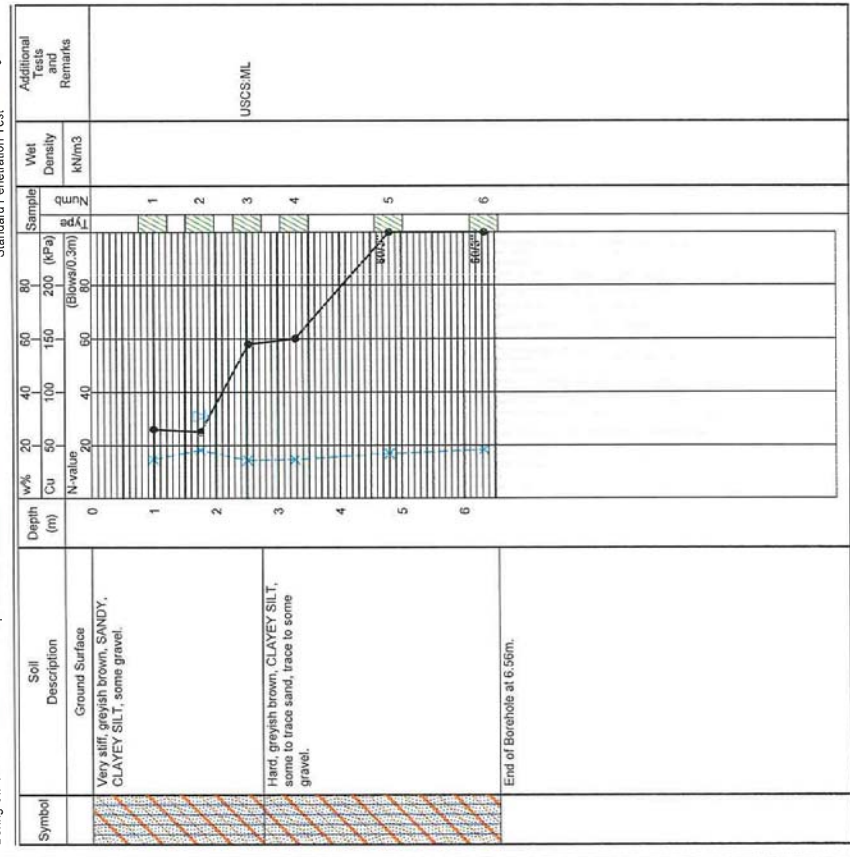 Standard Penetration Test
Symbol
Soil
Description
Depth
(m)
w% 20 40 60 80
Cu 50 100 150 200 (kPa)
N-value (Blows/0.3m)
20 40 60 80
Sample
Type
Numb
Wet
Density
kN/m3
Additional
Tests
and
Remarks
Ground Surface
0
Very stiff, greyish brown, SANDY,
CLAYEY SILT, some gravel.
1
1
2
2
3
USCS:ML
Hard, greyish brown, CLAYEY SILT,
some to trace sand, trace to some
gravel.
3
4
4
5
5
6
6
End of Borehole at 6.56m.